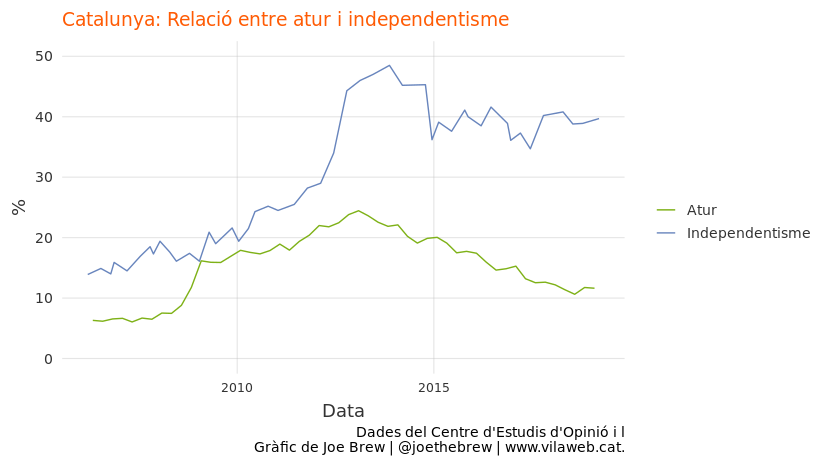 Catalunya: Relació entre atur i independentisme
50
40
30
20
10
0
%
2010
2015
Data
Atur
Independentisme
Dades del Centre d'Estudis d'Opinió i l
Gràfic de Joe Brew | @joethebrew | www.vilaweb.cat.